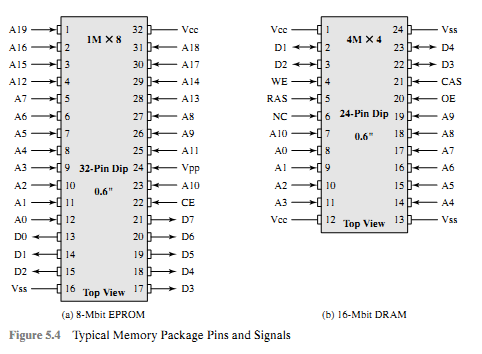 A19 1 1M × 8 32 Vcc
A16 2 31 A18
A15 3 30 A17
A12 4 29 A14
A7 5 28 A13
A6 6 27 A8
A5 7 26 A9
A4 8 25 A11
A3 9 32-Pin Dip 24 Vpp
A2 10 0.6" 23 A10
A1 11 22 CE
A0 12 21 D7
D0 13 20 D6
D1 14 19 D5
D2 15 18 D4
Vss 16 Top View 17 D3
(a) 8-Mbit EPROM
Vcc 1 4M × 4 24 Vss
D1 2 23 D4
D2 3 22 D3
WE 4 21 CAS
RAS 5 20 OE
NC 6 24-Pin Dip 19 A9
A10 7 0.6" 18 A8
A0 8 17 A7
A1 9 16 A6
A2 10 15 A5
A3 11 14 A4
Vcc 12 Top View 13 Vss
(b) 16-Mbit DRAM
Figure 5.4 Typical Memory Package Pins and Signals